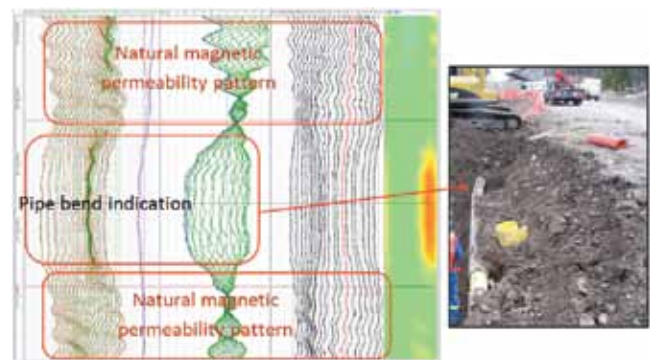 Natural magnetic
permeability pattern
Pipe bend indication
Natural magnetic
permeability pattern